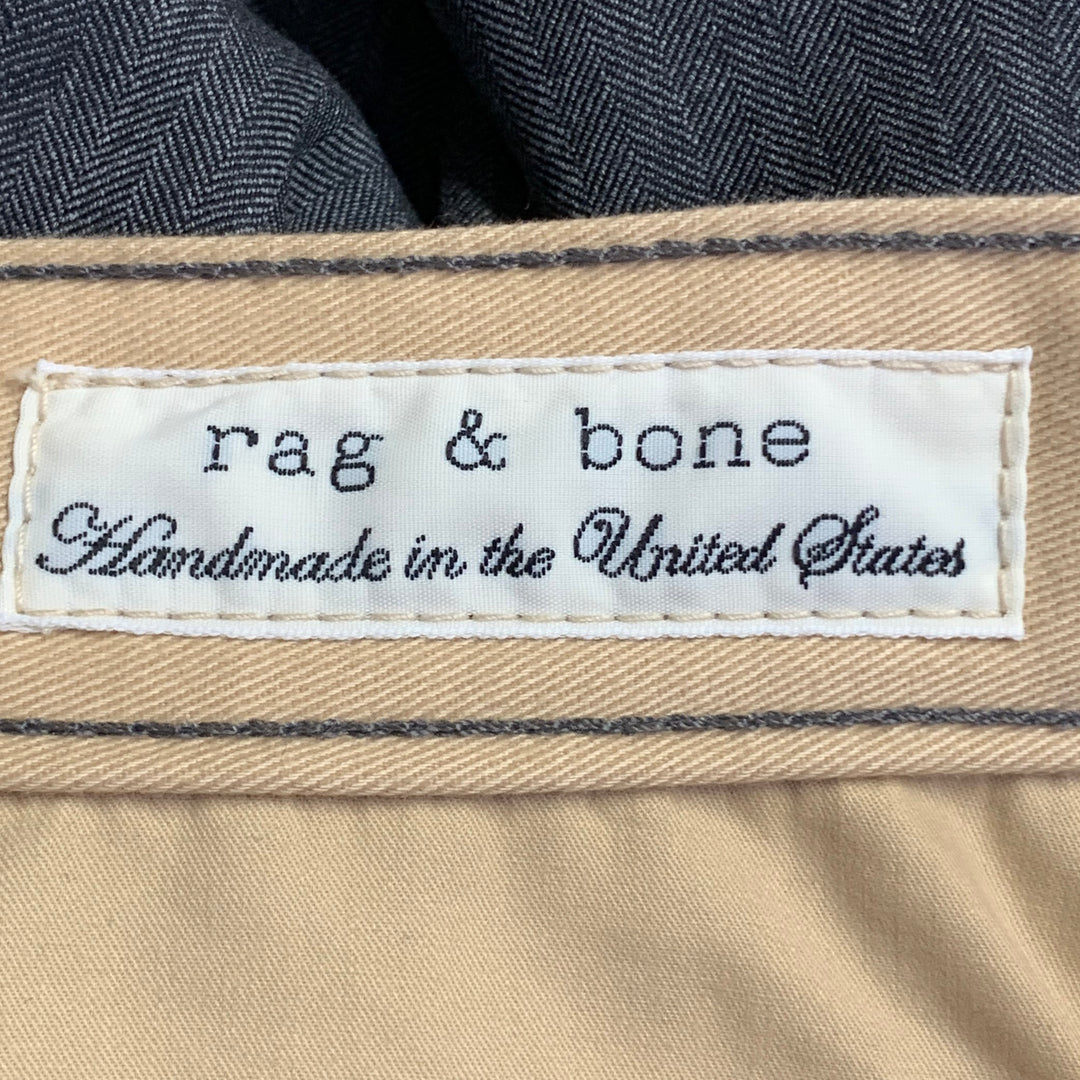 rag & bone
Handmade in the United States